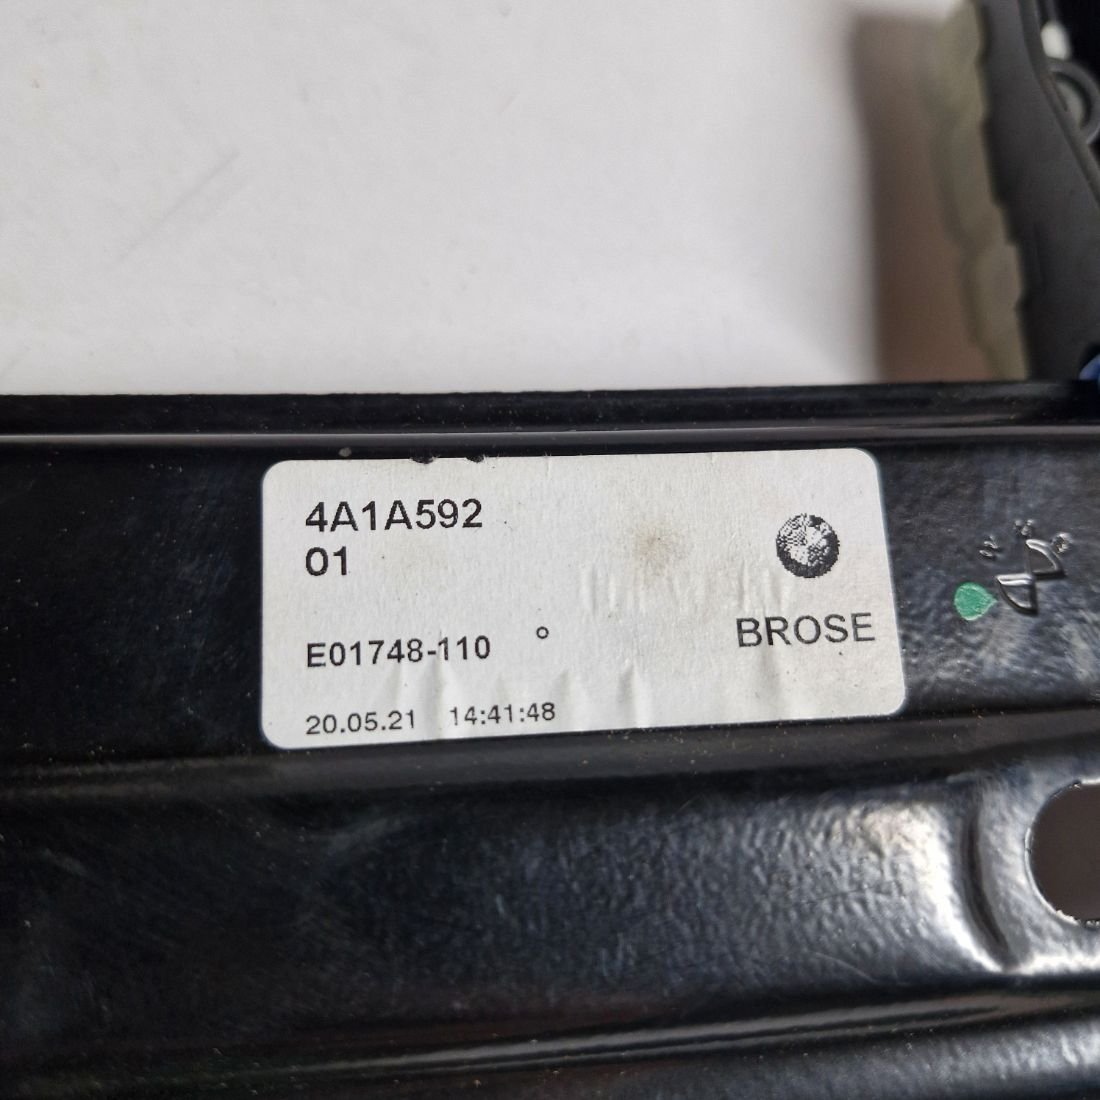 4A1A592
01
E01748-110 °
BROSE
20.05.21 14:41:48